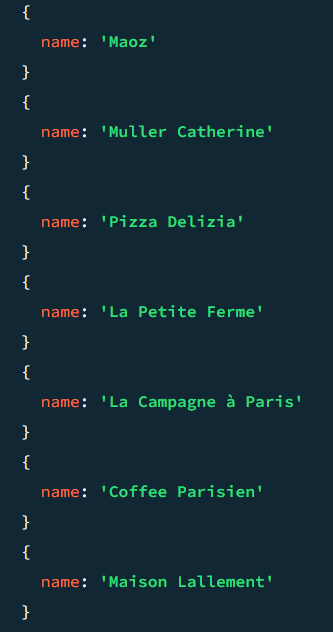 {
name: 'Maoz'
}
{
name: 'Muller Catherine'
}
{
name: 'Pizza Delizia'
}
{
name: 'La Petite Ferme'
}
{
name: 'La Campagne à Paris'
}
{
name: 'Coffee Parisien'
}
{
name: 'Maison Lallement'
}